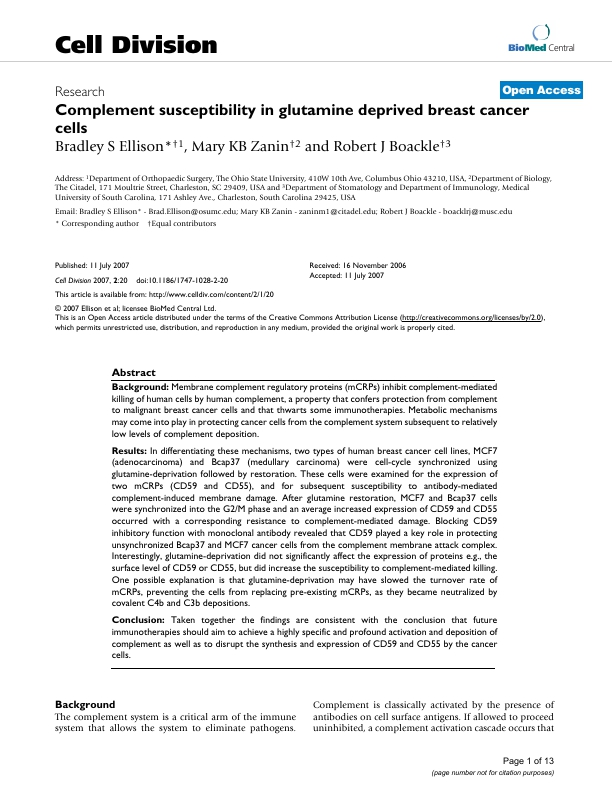 Cell Division
BioMed Central
Research
Open Access
Complement susceptibility in glutamine deprived breast cancer
cells
Bradley S Ellison*†1, Mary KB Zanin†2 and Robert J Boackle†3
Address: 1Department of Orthopaedic Surgery, The Ohio State University, 410W 10th Ave, Columbus Ohio 43210, USA, 2Department of Biology,
The Citadel, 171 Moultrie Street, Charleston, SC 29409, USA and 3Department of Stomatology and Department of Immunology, Medical
University of South Carolina, 171 Ashley Ave., Charleston, South Carolina 29425, USA
Email: Bradley S Ellison* - Brad.Ellison@osumc.edu; Mary KB Zanin - zaninm1@citadel.edu; Robert J Boackle - boacklrj@musc.edu
* Corresponding author †Equal contributors
Published: 11 July 2007
Cell Division 2007, 2:20 doi:10.1186/1747-1028-2-20
Received: 16 November 2006
Accepted: 11 July 2007
This article is available from: http://www.celldiv.com/content/2/1/20
© 2007 Ellison et al; licensee BioMed Central Ltd.
This is an Open Access article distributed under the terms of the Creative Commons Attribution License (http://creativecommons.org/licenses/by/2.0),
which permits unrestricted use, distribution, and reproduction in any medium, provided the original work is properly cited.
Abstract
Background: Membrane complement regulatory proteins (mCRPs) inhibit complement-mediated
killing of human cells by human complement, a property that confers protection from complement
to malignant breast cancer cells and that thwarts some immunotherapies. Metabolic mechanisms
may come into play in protecting cancer cells from the complement system subsequent to relatively
low levels of complement deposition.
Results: In differentiating these mechanisms, two types of human breast cancer cell lines, MCF7
(adenocarcinoma) and Bcap37 (medullary carcinoma) were cell-cycle synchronized using
glutamine-deprivation followed by restoration. These cells were examined for the expression of
two mCRPs (CD59 and CD55), and for subsequent susceptibility to antibody-mediated
complement-induced membrane damage. After glutamine restoration, MCF7 and Bcap37 cells
were synchronized into the G2/M phase and an average increased expression of CD59 and CD55
occurred with a corresponding resistance to complement-mediated damage. Blocking CD59
inhibitory function with monoclonal antibody revealed that CD59 played a key role in protecting
unsynchronized Bcap37 and MCF7 cancer cells from the complement membrane attack complex.
Interestingly, glutamine-deprivation did not significantly affect the expression of proteins e.g., the
surface level of CD59 or CD55, but did increase the susceptibility to complement-mediated killing.
One possible explanation is that glutamine-deprivation may have slowed the turnover rate of
mCRPs, preventing the cells from replacing pre-existing mCRPs, as they became neutralized by
covalent C4b and C3b depositions.
Conclusion: Taken together the findings are consistent with the conclusion that future
immunotherapies should aim to achieve a highly specific and profound activation and deposition of
complement as well as to disrupt the synthesis and expression of CD59 and CD55 by the cancer
cells.
Background
The complement system is a critical arm of the immune
system that allows the system to eliminate pathogens.
Complement is classically activated by the presence of
antibodies on cell surface antigens. If allowed to proceed
uninhibited, a complement activation cascade occurs that
Page 1 of 13
(page number not for citation purposes)